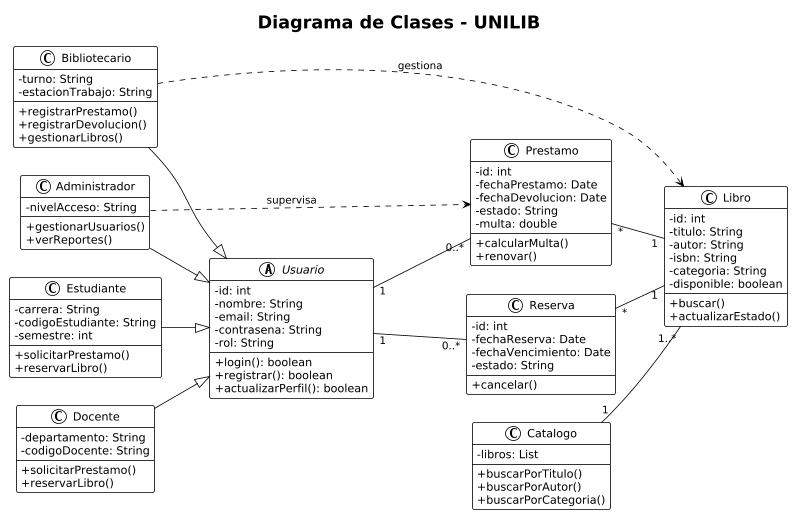 Diagrama de Clases - UNILIB
C Bibliotecario
-turno: String
-estacionTrabajo: String
+registrarPrestamo()
+registrarDevolucion()
+gestionarLibros()
gestiona
C Administrador
-nivelAcceso: String
+gestionarUsuarios()
+verReportes()
supervisa
C Estudiante
-carrera: String
-codigoEstudiante: String
-semestre: int
+solicitarPrestamo()
+reservarLibro()
C Docente
-departamento: String
-codigoDocente: String
+solicitarPrestamo()
+reservarLibro()
A Usuario
-id: int
-nombre: String
-email: String
-contrasena: String
-rol: String
+login(): boolean
+registrar(): boolean
+actualizarPerfil(): boolean
1
0..*
1
0..*
C Prestamo
-id: int
-fechaPrestamo: Date
-fechaDevolucion: Date
-estado: String
-multa: double
+calcularMulta()
+renovar()
*
1
C Reserva
-id: int
-fechaReserva: Date
-fechaVencimiento: Date
-estado: String
+cancelar()
*
1
C Catalogo
-libros: List
+buscarPorTitulo()
+buscarPorAutor()
+buscarPorCategoria()
1
1..*
C Libro
-id: int
-titulo: String
-autor: String
-isbn: String
-categoria: String
-disponible: boolean
+buscar()
+actualizarEstado()